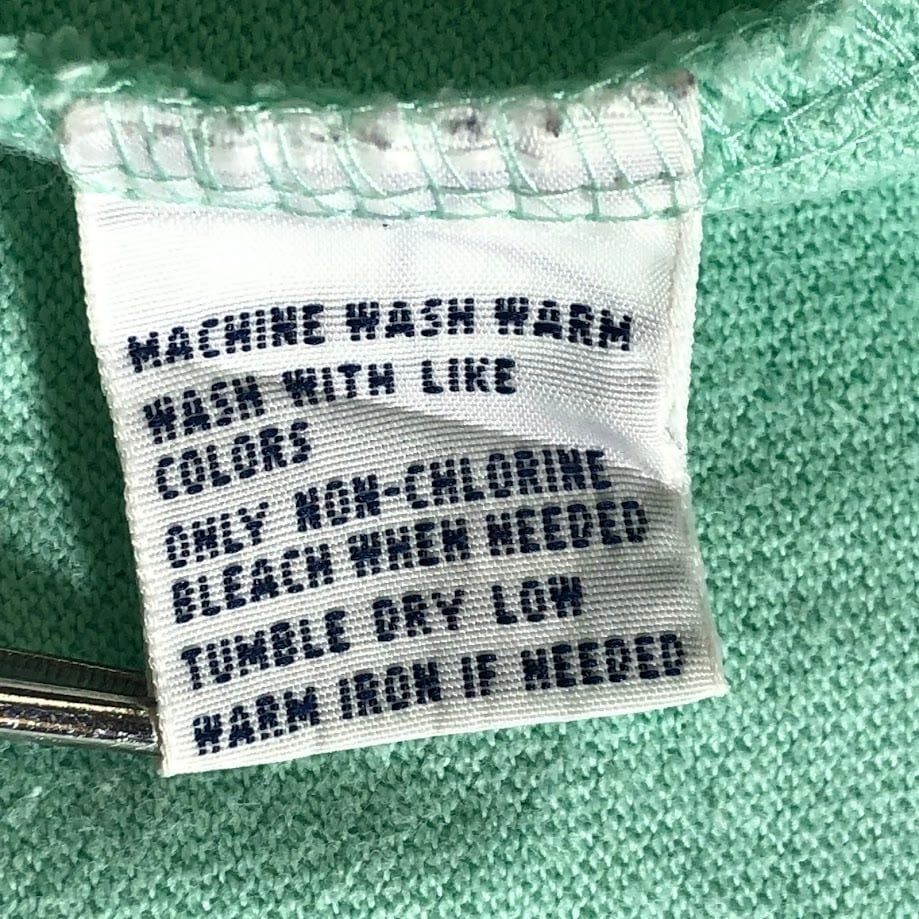 MACHINE WASH WARM
WASH WITH LIKE
COLORS
ONLY NON-CHLORINE
BLEACH WHEN NEEDED
TUMBLE DRY LOW
WARM IRON IF NEEDED